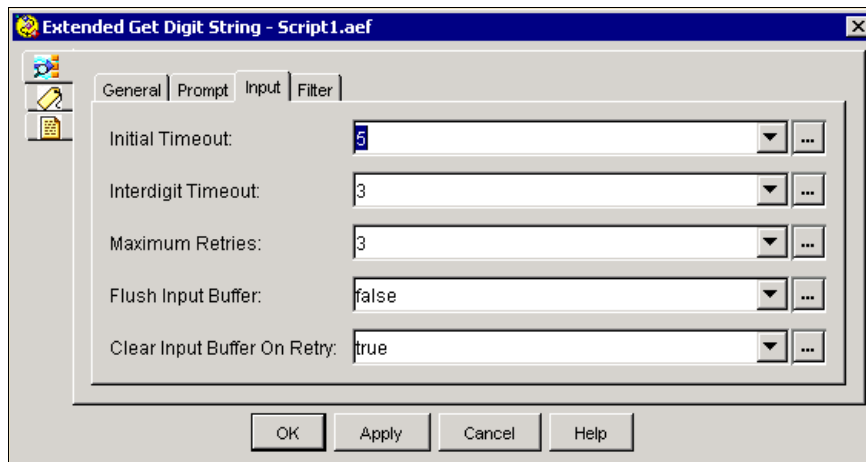 Extended Get Digit String - Script1.aef
General Prompt Input Filter
Initial Timeout: 5 ...
Interdigit Timeout: 3 ...
Maximum Retries: 3 ...
Flush Input Buffer: false ...
Clear Input Buffer On Retry: true ...
OK Apply Cancel Help